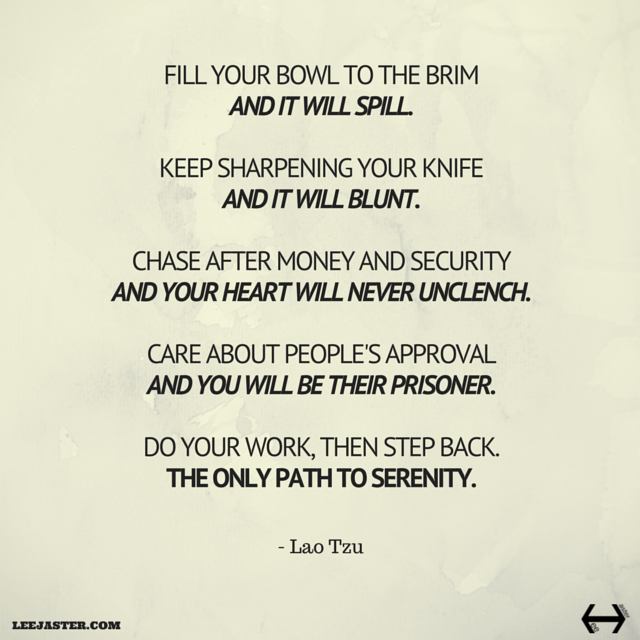 FILL YOUR BOWL TO THE BRIM
AND IT WILL SPILL.
KEEP SHARPENING YOUR KNIFE
AND IT WILL BLUNT.
CHASE AFTER MONEY AND SECURITY
AND YOUR HEART WILL NEVER UNCLENCH.
CARE ABOUT PEOPLE'S APPROVAL
AND YOU WILL BE THEIR PRISONER.
DO YOUR WORK, THEN STEP BACK.
THE ONLY PATH TO SERENITY.
- Lao Tzu
LEEJASTER.COM